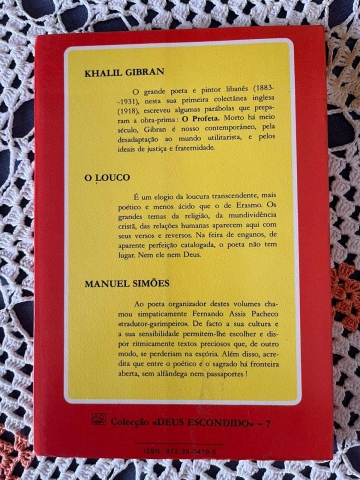 KHALIL GIBRAN
O grande poeta e pintor libanês (1883-
-1931), nesta sua primeira colectânea inglesa
(1918), escreveu algumas parábolas que prepa-
ram a obra-prima: O Profeta. Morto há meio
século, Gibran é nosso contemporâneo, pela
desadaptação ao mundo utilitarista, e pelos
ideais de justiça e fraternidade.
O LOUCO
É um elogio da loucura transcendente, mais
poético e menos ácido que o de Erasmo. Os
grandes temas da religião, da mundividência
cristã, das relações humanas aparecem aqui com
seus versos e reversos. Na feira de enganos, de
aparente perfeição catalogada, o poeta não tem
lugar. Nem ele nem Deus.
MANUEL SIMÕES
Ao poeta organizador destes volumes cha-
mou simpaticamente Fernando Assis Pacheco
«tradutor-garimpeiro». De facto a sua cultura e
a sua sensibilidade permitem-lhe escolher e dis-
por ritmicamente textos preciosos que, de outro
modo, se perderiam na escória. Além disso, acre-
dita que entre o poético e o sagrado há fronteira
aberta, sem alfândega nem passaportes!
Colecção «DEUS ESCONDIDO» - 7
ISBN